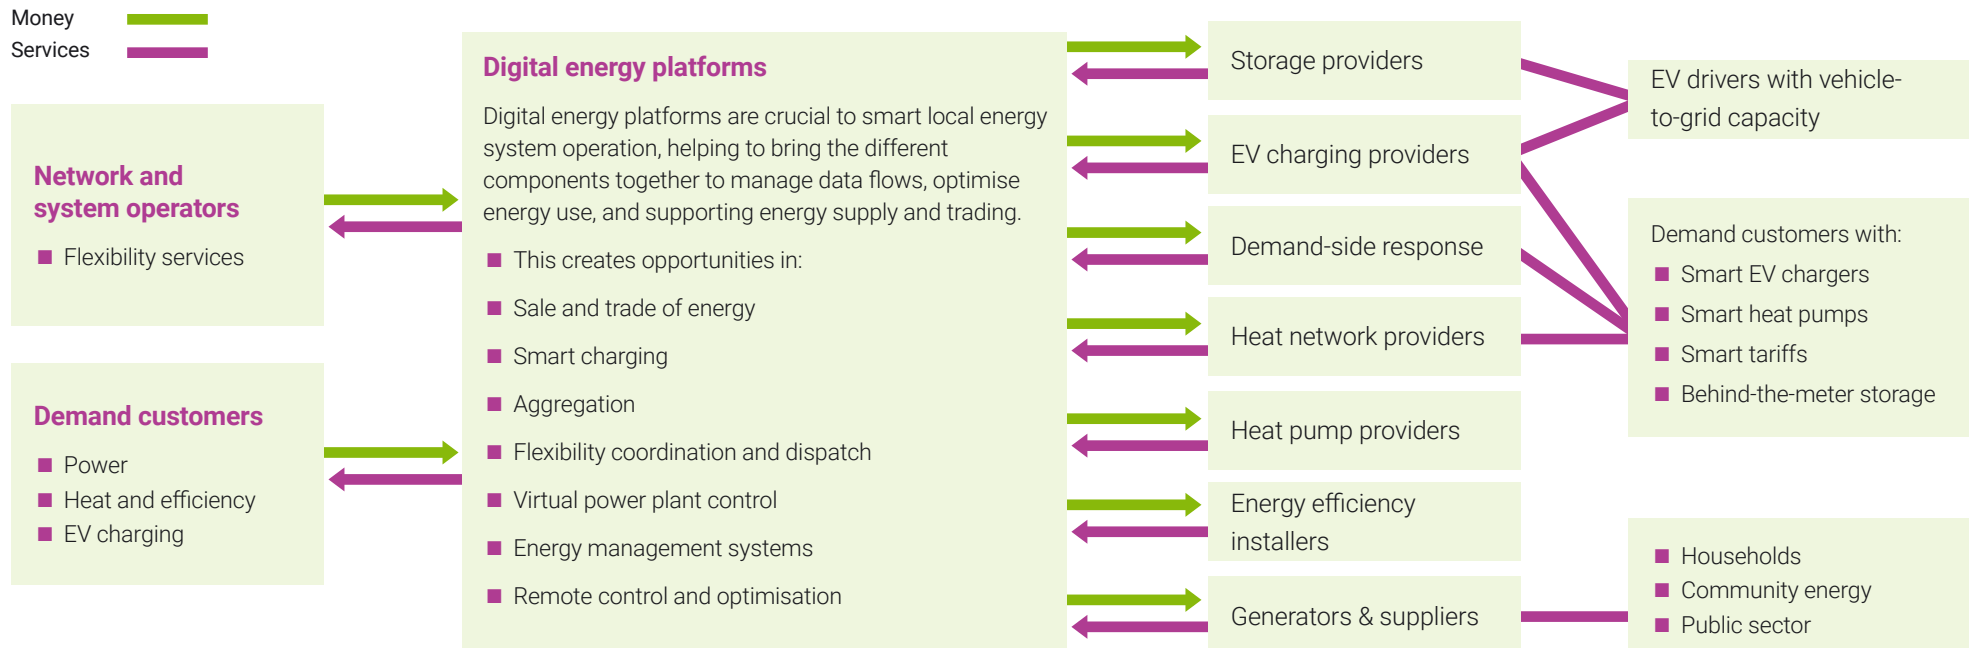 Money
Services
Network and
system operators
Flexibility services
Demand customers
Power
Heat and efficiency
EV charging
Digital energy platforms
Digital energy platforms are crucial to smart local energy
system operation, helping to bring the different
components together to manage data flows, optimise
energy use, and supporting energy supply and trading.
This creates opportunities in:
Sale and trade of energy
Smart charging
Aggregation
Flexibility coordination and dispatch
Virtual power plant control
Energy management systems
Remote control and optimisation
Storage providers
EV charging providers
Demand-side response
Heat network providers
Heat pump providers
Energy efficiency
installers
Generators & suppliers
EV drivers with vehicle-
to-grid capacity
Demand customers with:
Smart EV chargers
Smart heat pumps
Smart tariffs
Behind-the-meter storage
Households
Community energy
Public sector